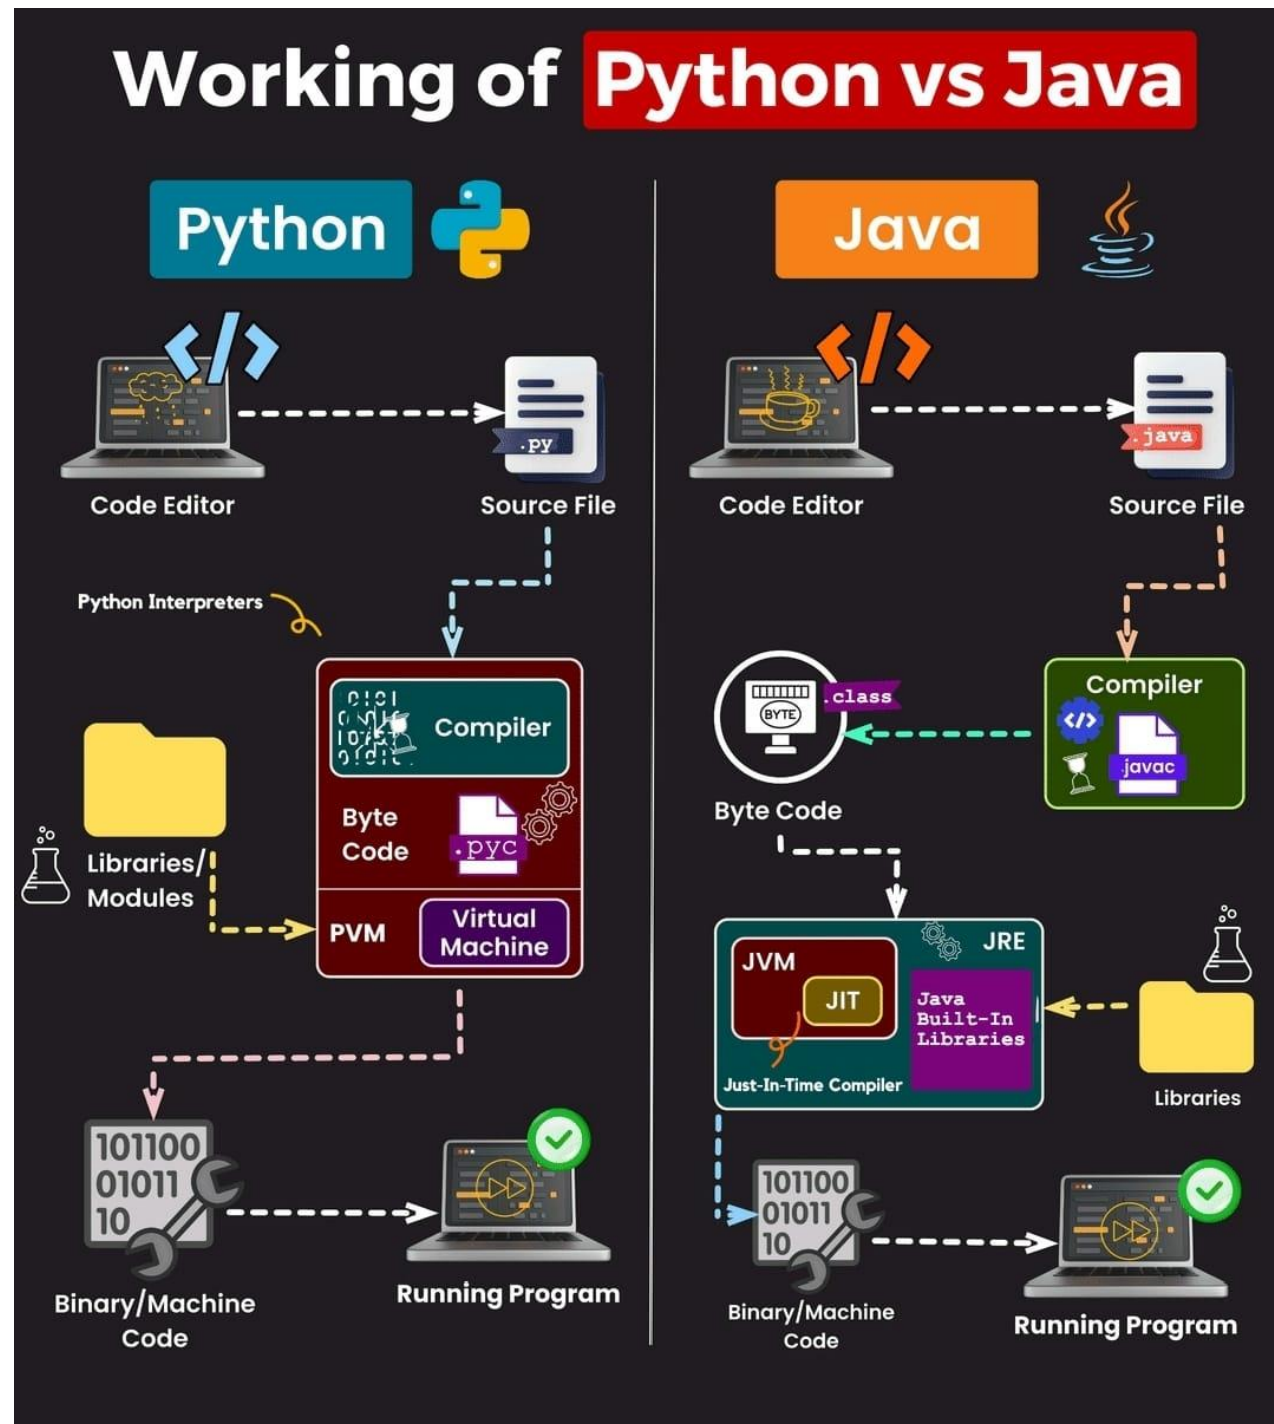 Working of Python vs Java
Python
Java
</>
</>
.py
.java
Code Editor
Source File
Code Editor
Source File
Python Interpreters
Compiler
Byte
Code
.pyc
PVM
Virtual
Machine
Libraries/
Modules
101100
01011
10
Binary/Machine
Code
Running Program
Compiler
</>
javac
.class
BYTE
Byte Code
JRE
JVM
JIT
Java
Built-In
Libraries
Just-In-Time Compiler
Libraries
101100
01011
10
Binary/Machine
Code
Running Program